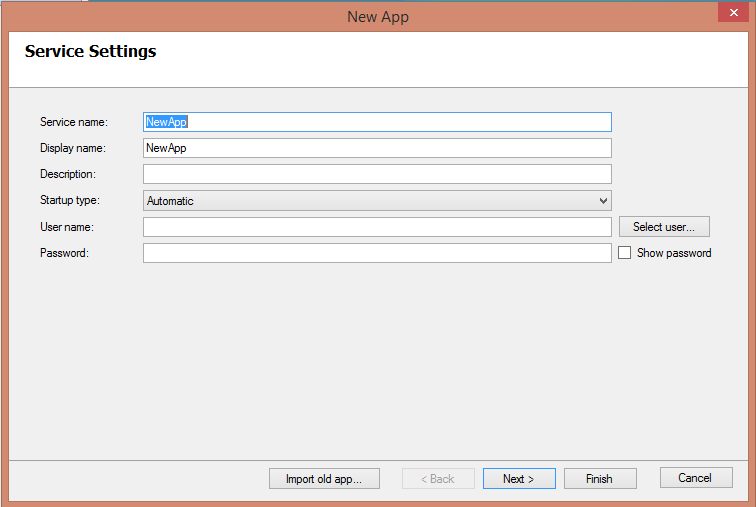 New App
Service Settings
Service name: NewApp
Display name: NewApp
Description:
Startup type: Automatic
User name: Select user...
Password: Show password
Import old app... < Back Next > Finish Cancel